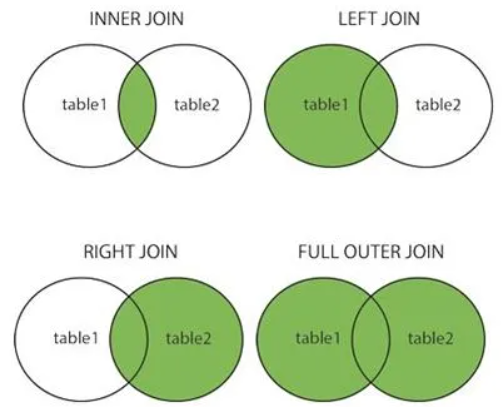 INNER JOIN
table1
table2
LEFT JOIN
table1
table2
RIGHT JOIN
table1
table2
FULL OUTER JOIN
table1
table2